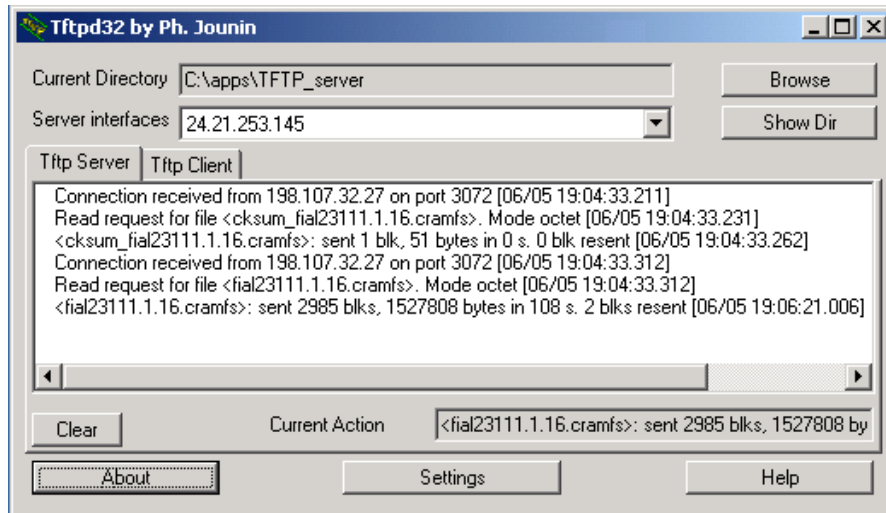 Tftpd32 by Ph. Jounin
Current Directory C:\apps\TFTP_server Browse
Server interfaces 24.21.253.145 Show Dir
Tftp Server Tftp Client
Connection received from 198.107.32.27 on port 3072 [06/05 19:04:33.211]
Read request for file <cksum_fial23111.1.16.cramfs>. Mode octet [06/05 19:04:33.231]
<cksum_fial23111.1.16.cramfs>: sent 1 blk, 51 bytes in 0 s. 0 blk resent [06/05 19:04:33.262]
Connection received from 198.107.32.27 on port 3072 [06/05 19:04:33.312]
Read request for file <fial23111.1.16.cramfs>. Mode octet [06/05 19:04:33.312]
<fial23111.1.16.cramfs>: sent 2985 blks, 1527808 bytes in 108 s. 2 blks resent [06/05 19:06:21.006]
Clear Current Action <fial23111.1.16.cramfs>: sent 2985 blks, 1527808 by
About Settings Help